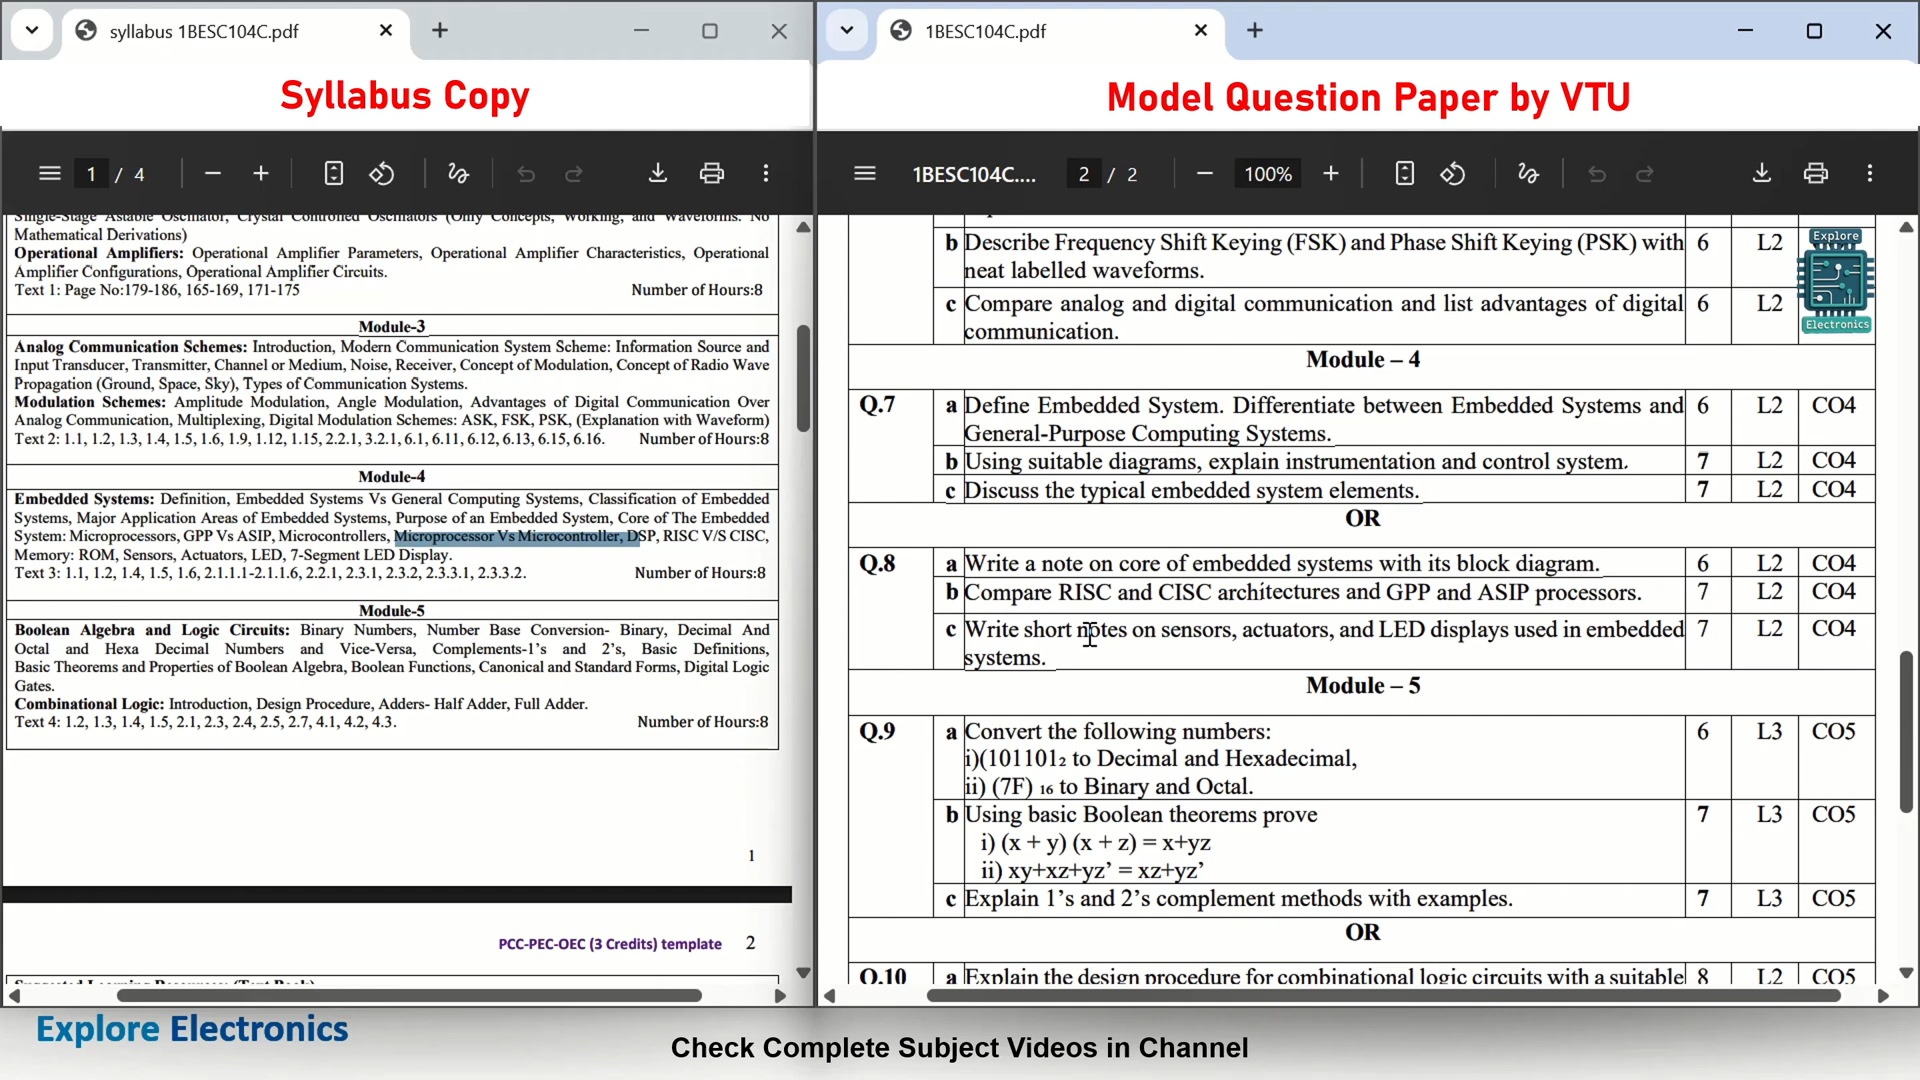 syllabus 1BESC104C.pdf
1BESC104C.pdf
Syllabus Copy
Model Question Paper by VTU
1 / 4
1BESC104C....
2 / 2
100%
Single-Stage Astable Oscillator, Crystal Controlled Oscillators (Only Concepts, Working, and Waveforms. No
Mathematical Derivations)
Operational Amplifiers: Operational Amplifier Parameters, Operational Amplifier Characteristics, Operational
Amplifier Configurations, Operational Amplifier Circuits.
Text 1: Page No:179-186, 165-169, 171-175 Number of Hours:8
Module-3
Analog Communication Schemes: Introduction, Modern Communication System Scheme: Information Source and
Input Transducer, Transmitter, Channel or Medium, Noise, Receiver, Concept of Modulation, Concept of Radio Wave
Propagation (Ground, Space, Sky), Types of Communication Systems.
Modulation Schemes: Amplitude Modulation, Angle Modulation, Advantages of Digital Communication Over
Analog Communication, Multiplexing, Digital Modulation Schemes: ASK, FSK, PSK, (Explanation with Waveform)
Text 2: 1.1, 1.2, 1.3, 1.4, 1.5, 1.6, 1.9, 1.12, 1.15, 2.2.1, 3.2.1, 6.1, 6.11, 6.12, 6.13, 6.15, 6.16. Number of Hours:8
Module-4
Embedded Systems: Definition, Embedded Systems Vs General Computing Systems, Classification of Embedded
Systems, Major Application Areas of Embedded Systems, Purpose of an Embedded System, Core of The Embedded
System: Microprocessors, GPP Vs ASIP, Microcontrollers, Microprocessor Vs Microcontroller, DSP, RISC V/S CISC,
Memory: ROM, Sensors, Actuators, LED, 7-Segment LED Display.
Text 3: 1.1, 1.2, 1.4, 1.5, 1.6, 2.1.1.1-2.1.1.6, 2.2.1, 2.3.1, 2.3.2, 2.3.3.1, 2.3.3.2. Number of Hours:8
Module-5
Boolean Algebra and Logic Circuits: Binary Numbers, Number Base Conversion- Binary, Decimal And
Octal and Hexa Decimal Numbers and Vice-Versa, Complements-1's and 2's, Basic Definitions,
Basic Theorems and Properties of Boolean Algebra, Boolean Functions, Canonical and Standard Forms, Digital Logic
Gates.
Combinational Logic: Introduction, Design Procedure, Adders- Half Adder, Full Adder.
Text 4: 1.2, 1.3, 1.4, 1.5, 2.1, 2.3, 2.4, 2.5, 2.7, 4.1, 4.2, 4.3. Number of Hours:8
1
PCC-PEC-OEC (3 Credits) template 2
b Describe Frequency Shift Keying (FSK) and Phase Shift Keying (PSK) with 6 L2
neat labelled waveforms.
c Compare analog and digital communication and list advantages of digital 6 L2
communication.
Explore
Electronics
Module – 4
Q.7 a Define Embedded System. Differentiate between Embedded Systems and 6 L2 CO4
General-Purpose Computing Systems.
b Using suitable diagrams, explain instrumentation and control system. 7 L2 CO4
c Discuss the typical embedded system elements. 7 L2 CO4
OR
Q.8 a Write a note on core of embedded systems with its block diagram. 6 L2 CO4
b Compare RISC and CISC architectures and GPP and ASIP processors. 7 L2 CO4
c Write short notes on sensors, actuators, and LED displays used in embedded 7 L2 CO4
systems.
Module – 5
Q.9 a Convert the following numbers: 6 L3 CO5
i)(101101₂ to Decimal and Hexadecimal,
ii) (7F) ₁₆ to Binary and Octal.
b Using basic Boolean theorems prove 7 L3 CO5
i) (x + y) (x + z) = x+yz
ii) xy+xz+yz’ = xz+yz’
c Explain 1’s and 2’s complement methods with examples. 7 L3 CO5
OR
Q.10 a Explain the design procedure for combinational logic circuits with a suitable 8 L2 CO5
Explore Electronics
Check Complete Subject Videos in Channel